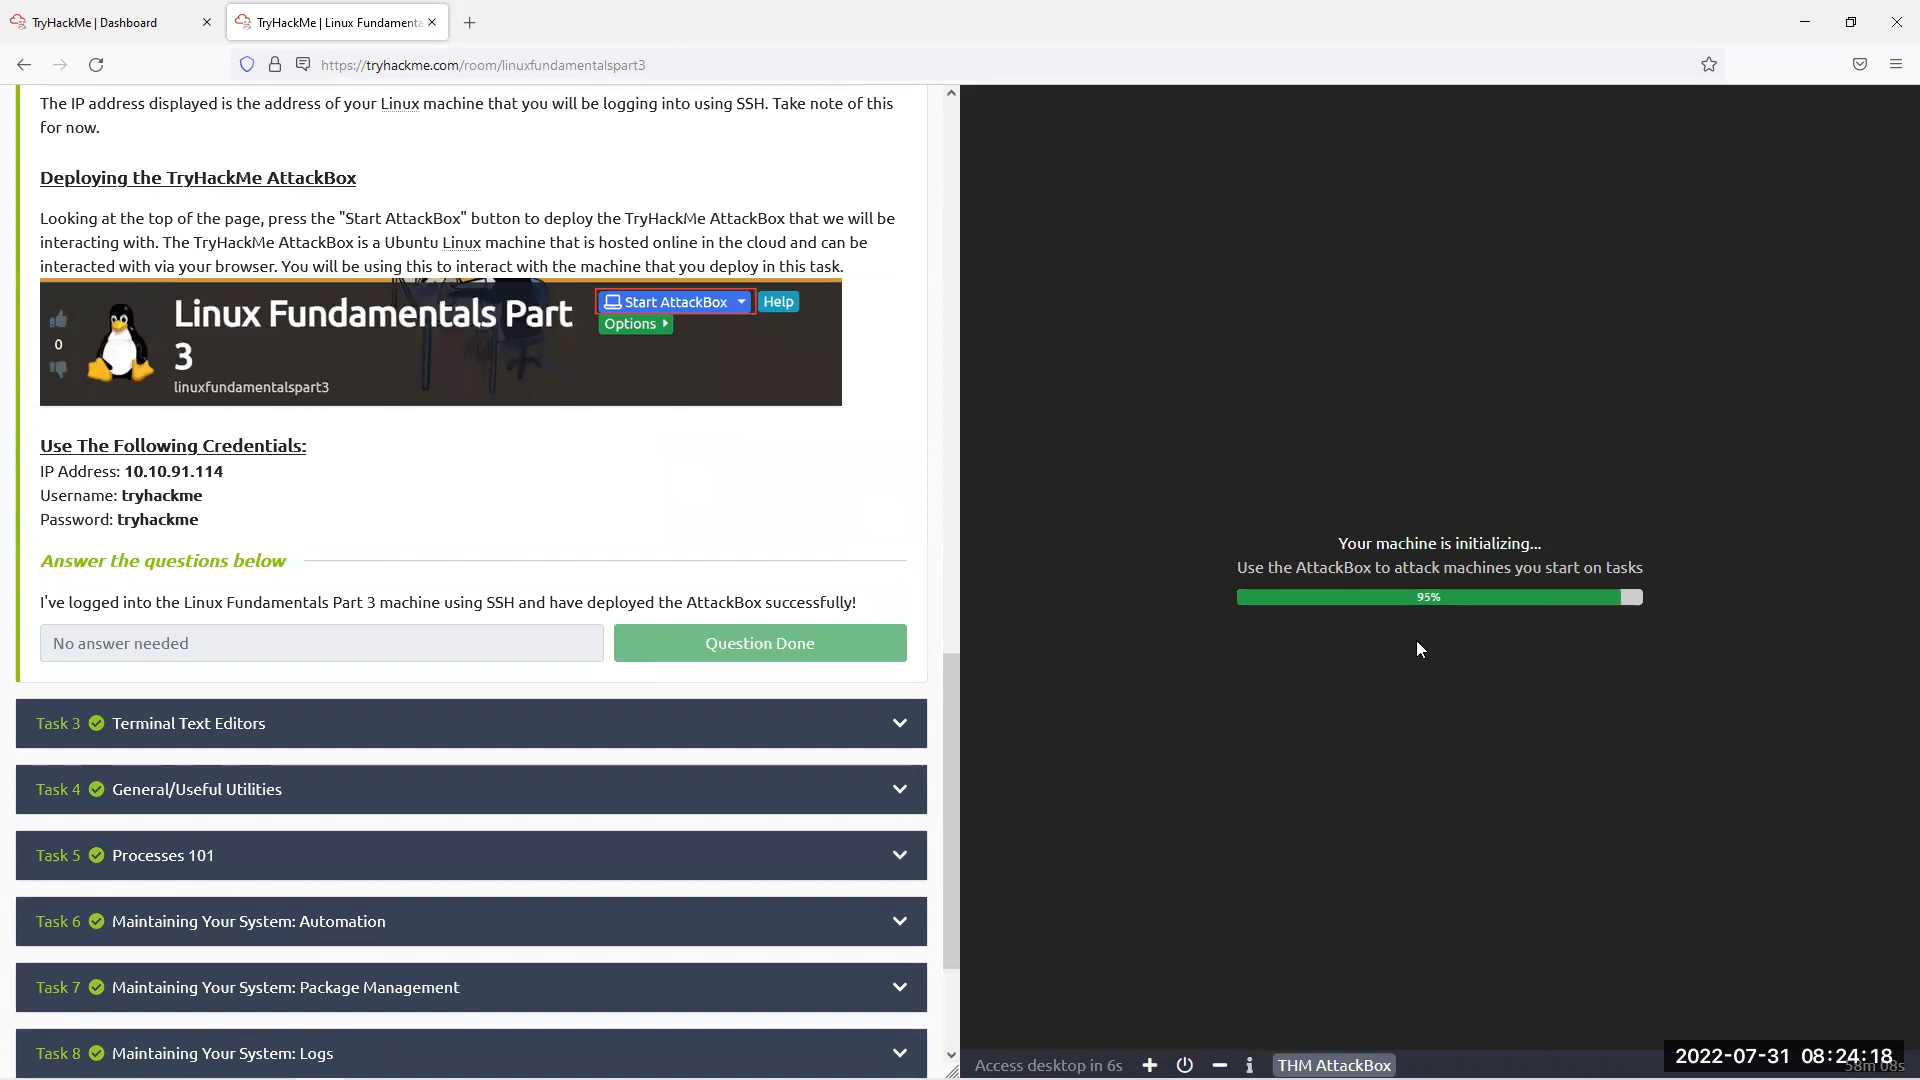 TryHackMe | Dashboard
TryHackMe | Linux Fundamenta
https://tryhackme.com/room/linuxfundamentalspart3
The IP address displayed is the address of your Linux machine that you will be logging into using SSH. Take note of this
for now.
Deploying the TryHackMe AttackBox
Looking at the top of the page, press the "Start AttackBox" button to deploy the TryHackMe AttackBox that we will be
interacting with. The TryHackMe AttackBox is a Ubuntu Linux machine that is hosted online in the cloud and can be
interacted with via your browser. You will be using this to interact with the machine that you deploy in this task.
Linux Fundamentals Part
3
linuxfundamentalspart3
0
Start AttackBox
Help
Options
Use The Following Credentials:
IP Address: 10.10.91.114
Username: tryhackme
Password: tryhackme
Answer the questions below
I've logged into the Linux Fundamentals Part 3 machine using SSH and have deployed the AttackBox successfully!
No answer needed
Question Done
Task 3 Terminal Text Editors
Task 4 General/Useful Utilities
Task 5 Processes 101
Task 6 Maintaining Your System: Automation
Task 7 Maintaining Your System: Package Management
Task 8 Maintaining Your System: Logs
Your machine is initializing...
Use the AttackBox to attack machines you start on tasks
95%
Access desktop in 6s
THM AttackBox
2022-07-31 08:24:18
58m 08s